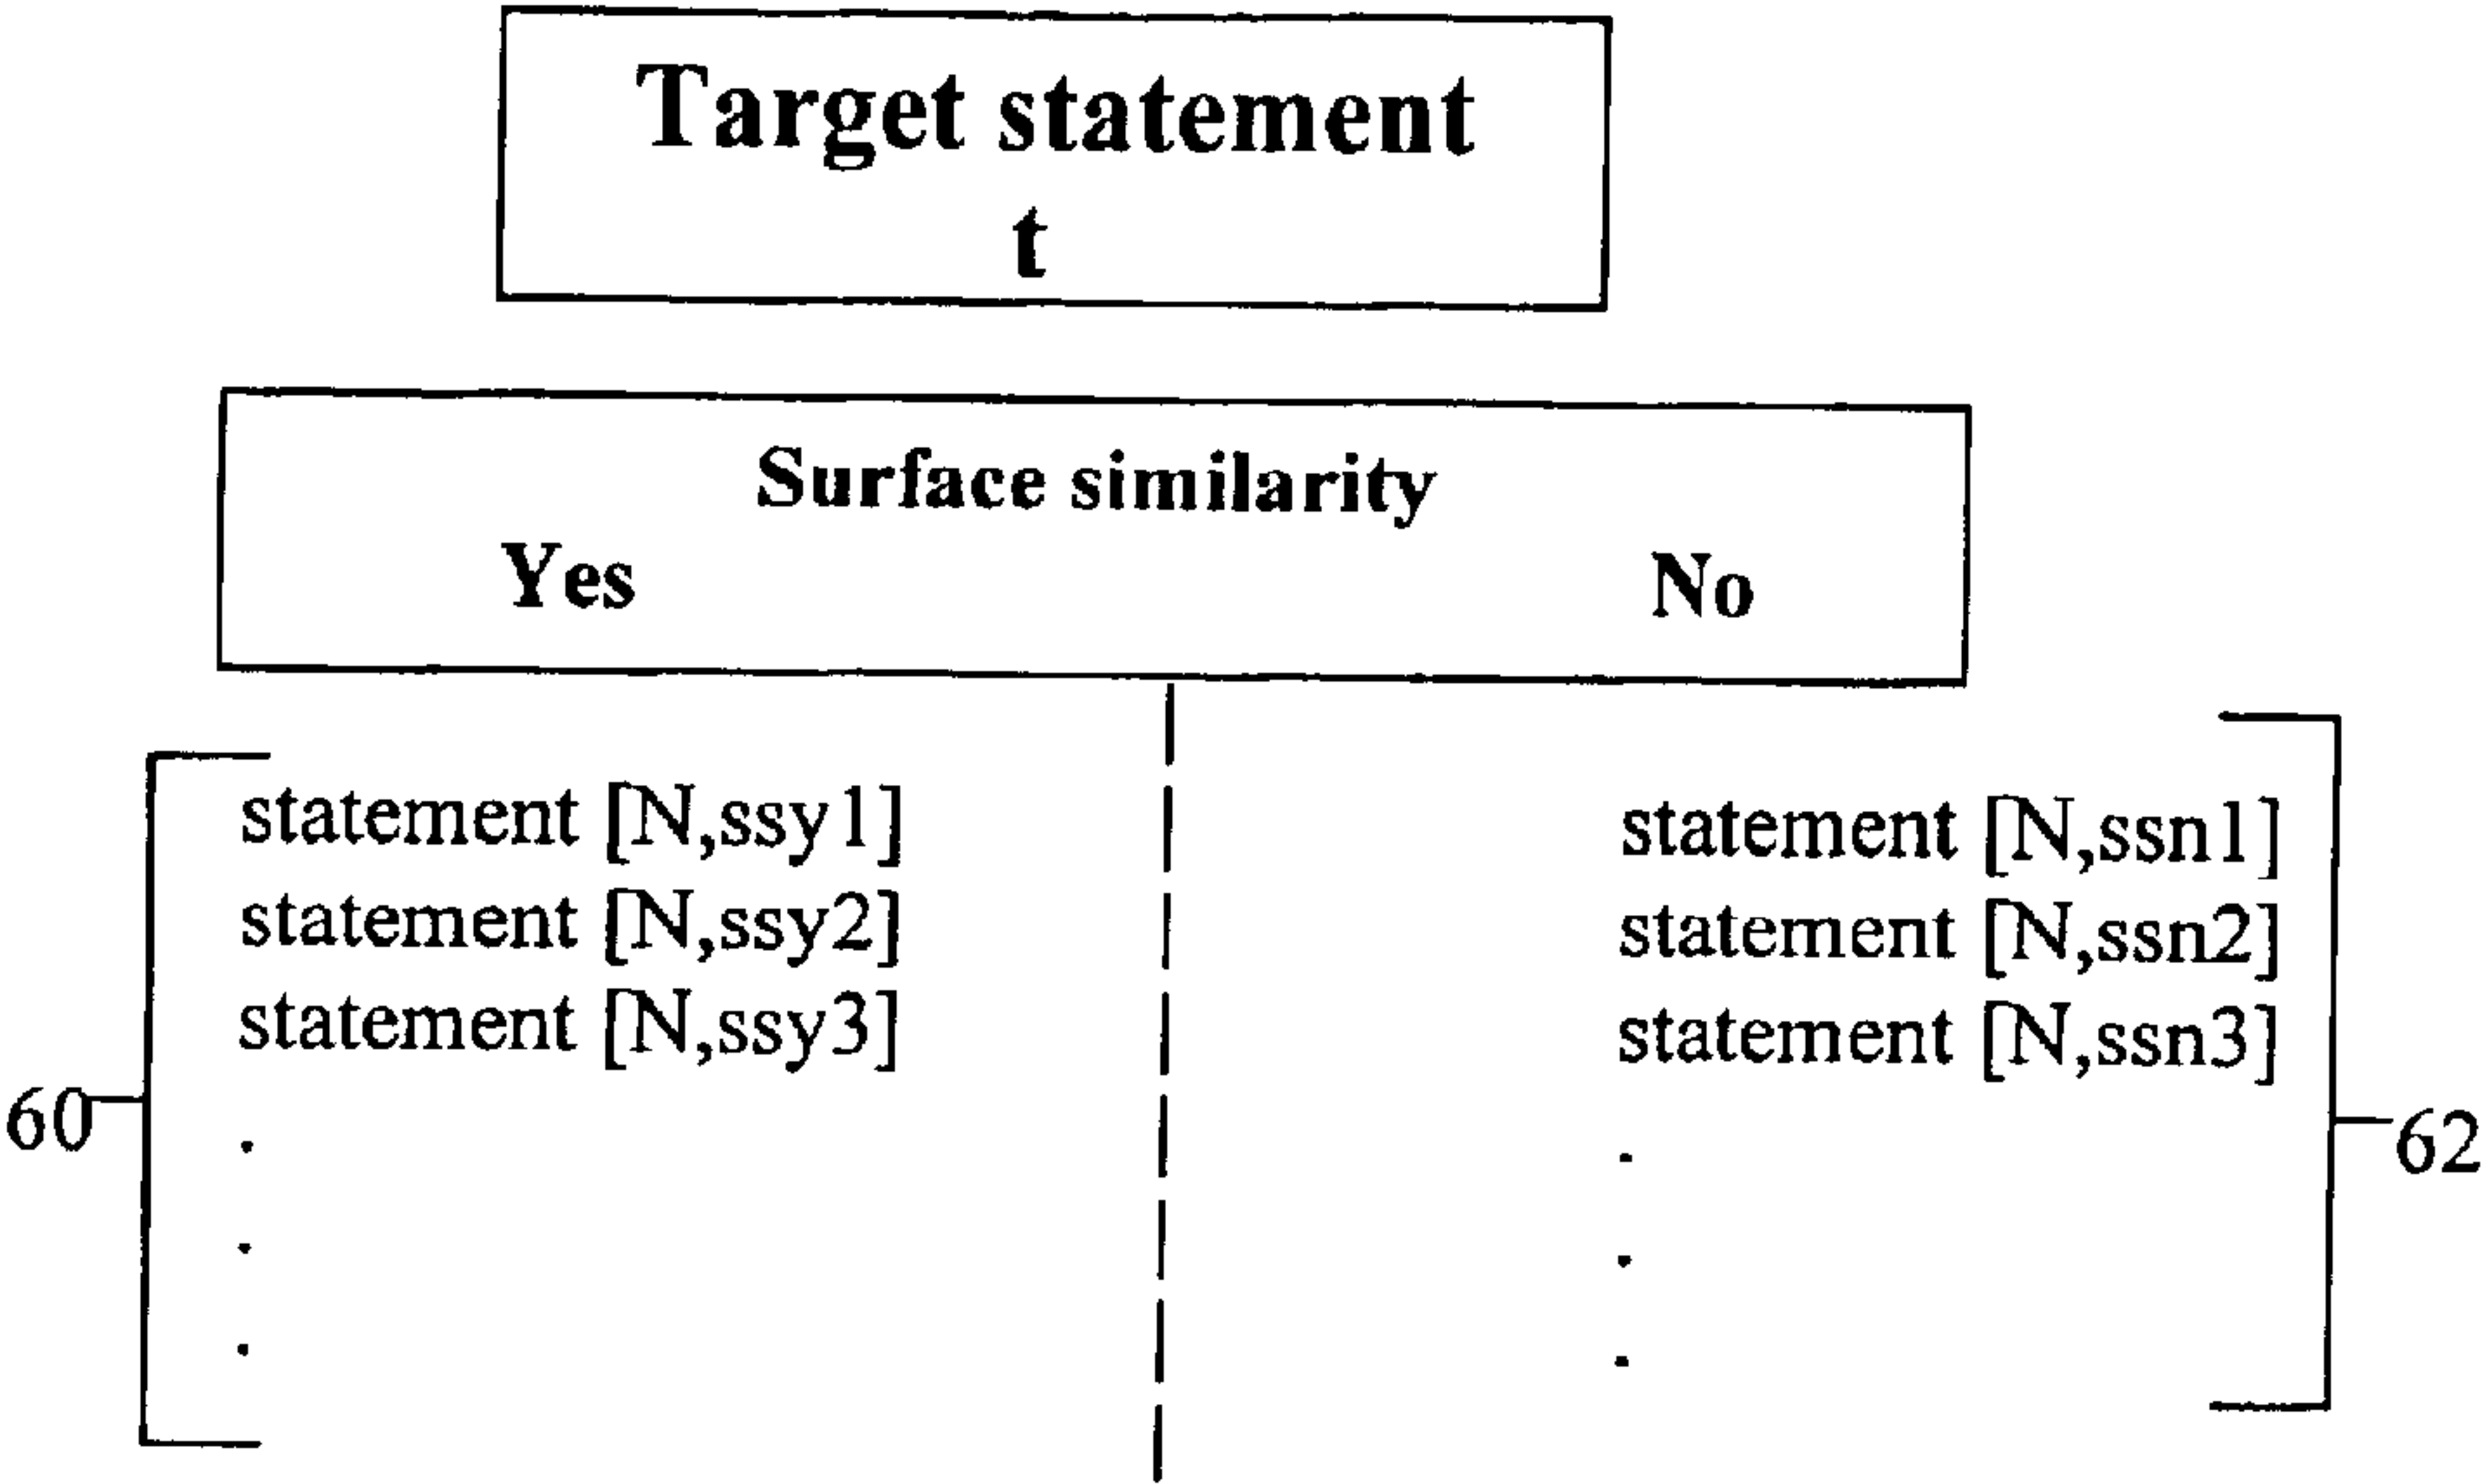 Target statement
t
Surface similarity
Yes No
statement [N,ssy1] statement [N,ssn1]
statement [N,ssy2] statement [N,ssn2]
statement [N,ssy3] statement [N,ssn3]
60 62
. .
. .
. .